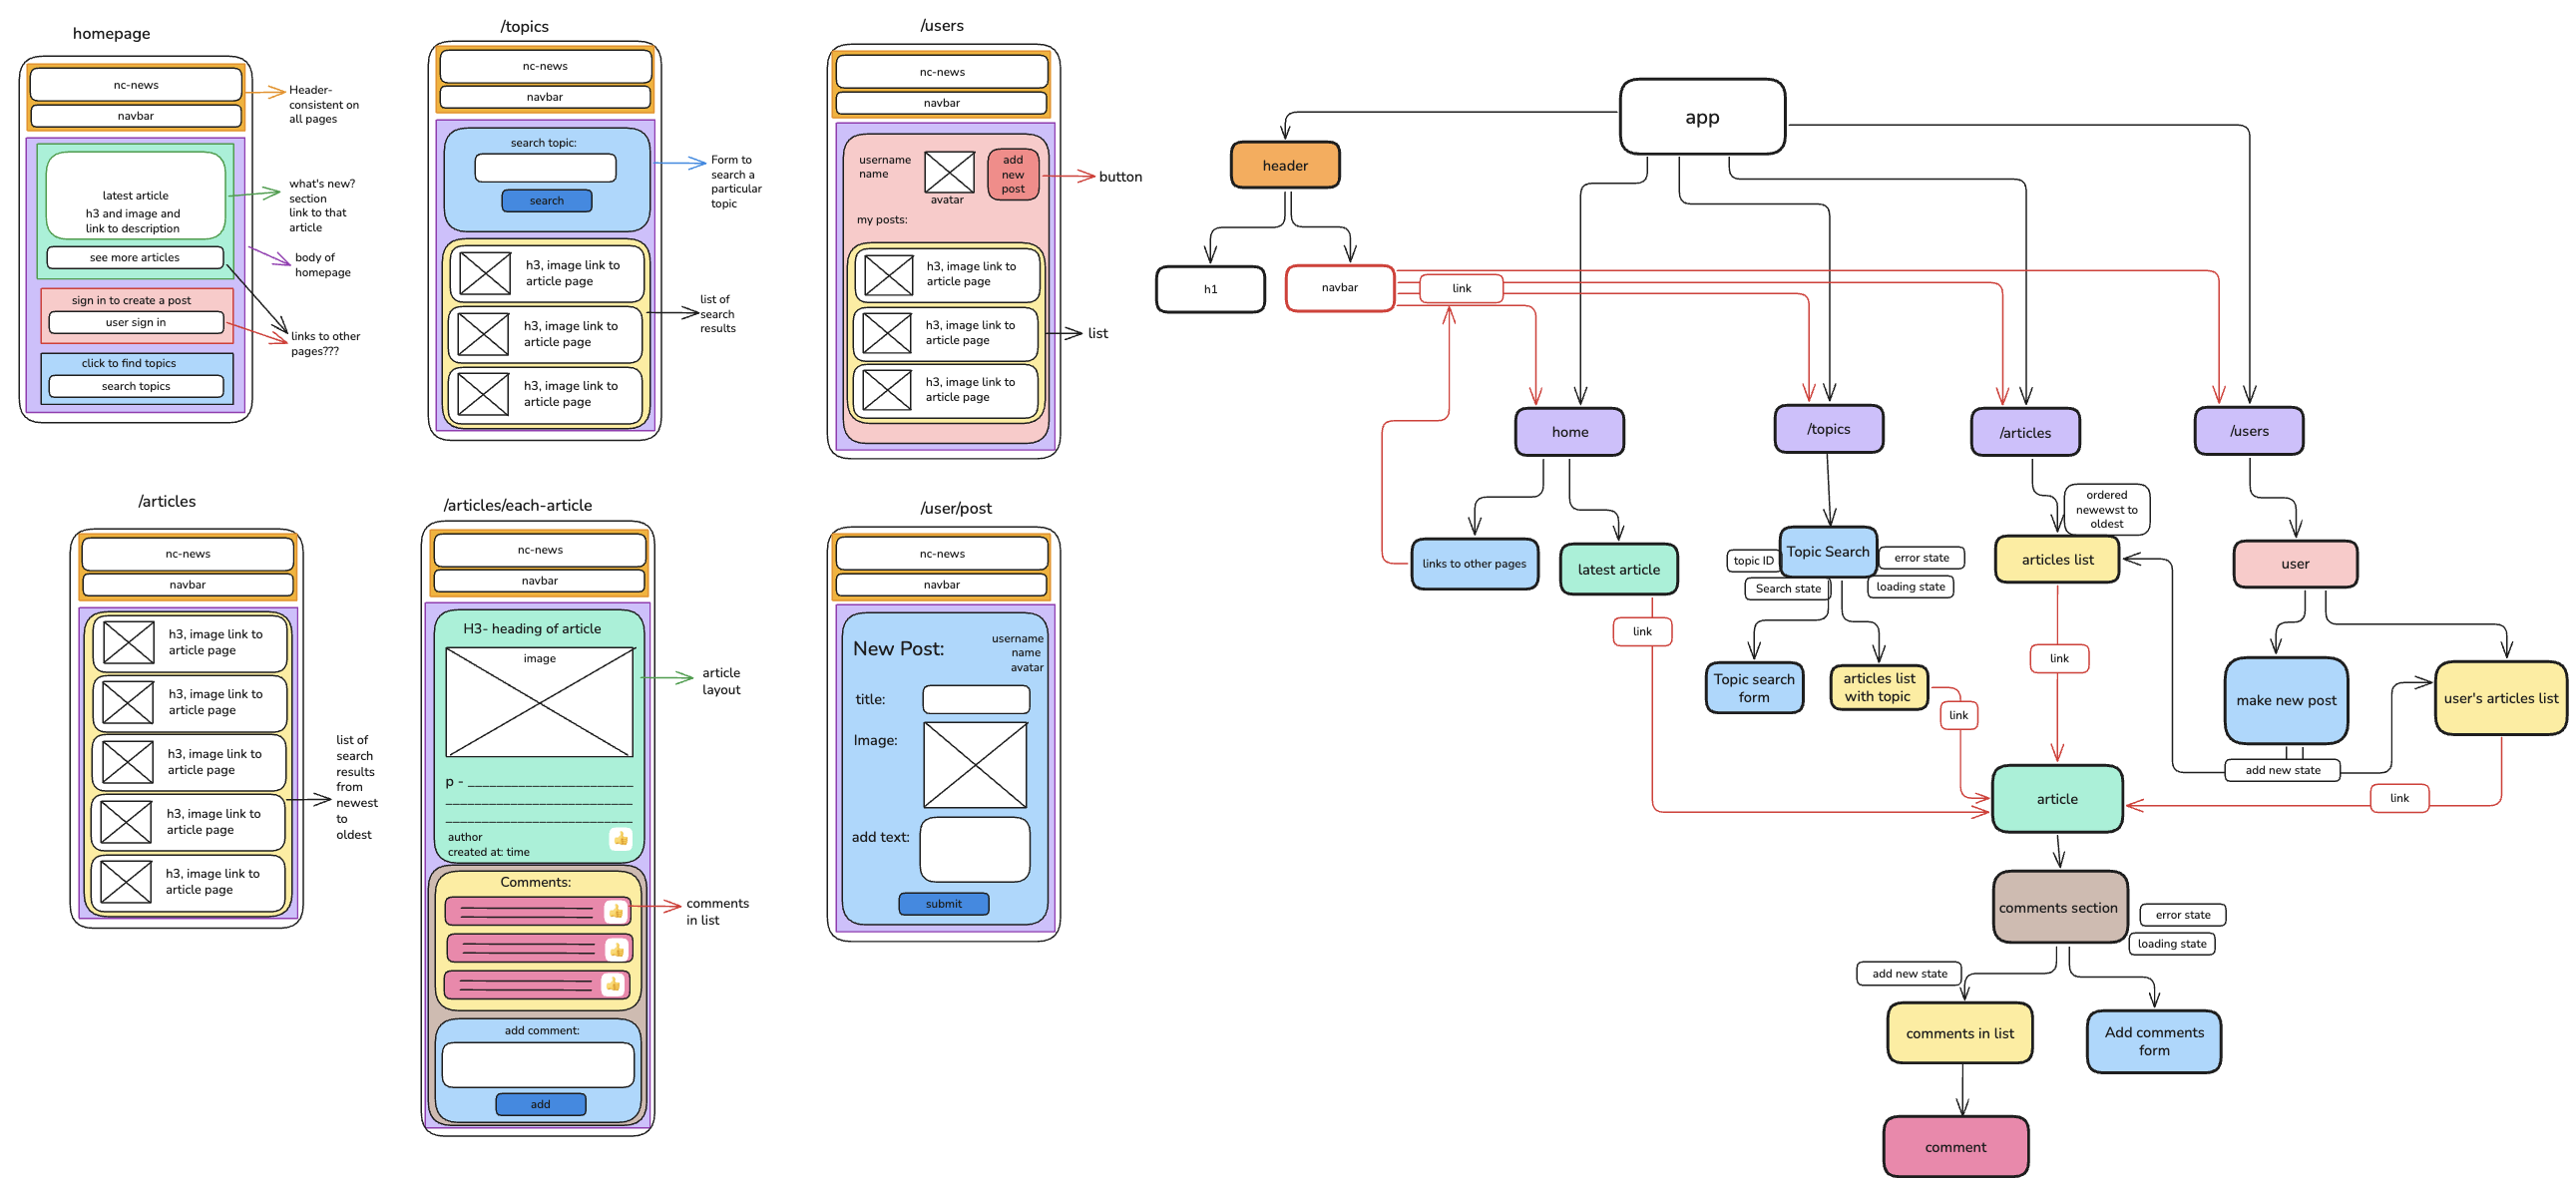 homepage
nc-news
navbar
latest article
h3 and image and
link to description
see more articles
sign in to create a post
user sign in
click to find topics
search topics
Header-
consistent on
all pages
what's new?
section
link to that
article
body of
homepage
links to other
pages???
/topics
nc-news
navbar
search topic:
search
h3, image link to
article page
h3, image link to
article page
h3, image link to
article page
Form to
search a
particular
topic
list of
search
results
/users
nc-news
navbar
username
name
avatar
add
new
post
my posts:
h3, image link to
article page
h3, image link to
article page
h3, image link to
article page
button
list
/articles
nc-news
navbar
h3, image link to
article page
h3, image link to
article page
h3, image link to
article page
h3, image link to
article page
h3, image link to
article page
list of
search
results
from
newest
to
oldest
/articles/each-article
nc-news
navbar
H3- heading of article
image
p - ________________________
________________________
________________________
author
created at: time
Comments:
add comment:
add
article
layout
comments
in list
/user/post
nc-news
navbar
New Post:
username
name
avatar
title:
Image:
add text:
submit
app
header
h1
navbar
link
home
/topics
/articles
/users
links to other pages
latest article
link
Topic Search
topic ID
Search state
error state
loading state
Topic search
form
articles list
with topic
link
ordered
newewst to
oldest
articles list
link
user
make new post
user's articles list
add new state
link
article
comments section
error state
loading state
add new state
comments in list
Add comments
form
comment